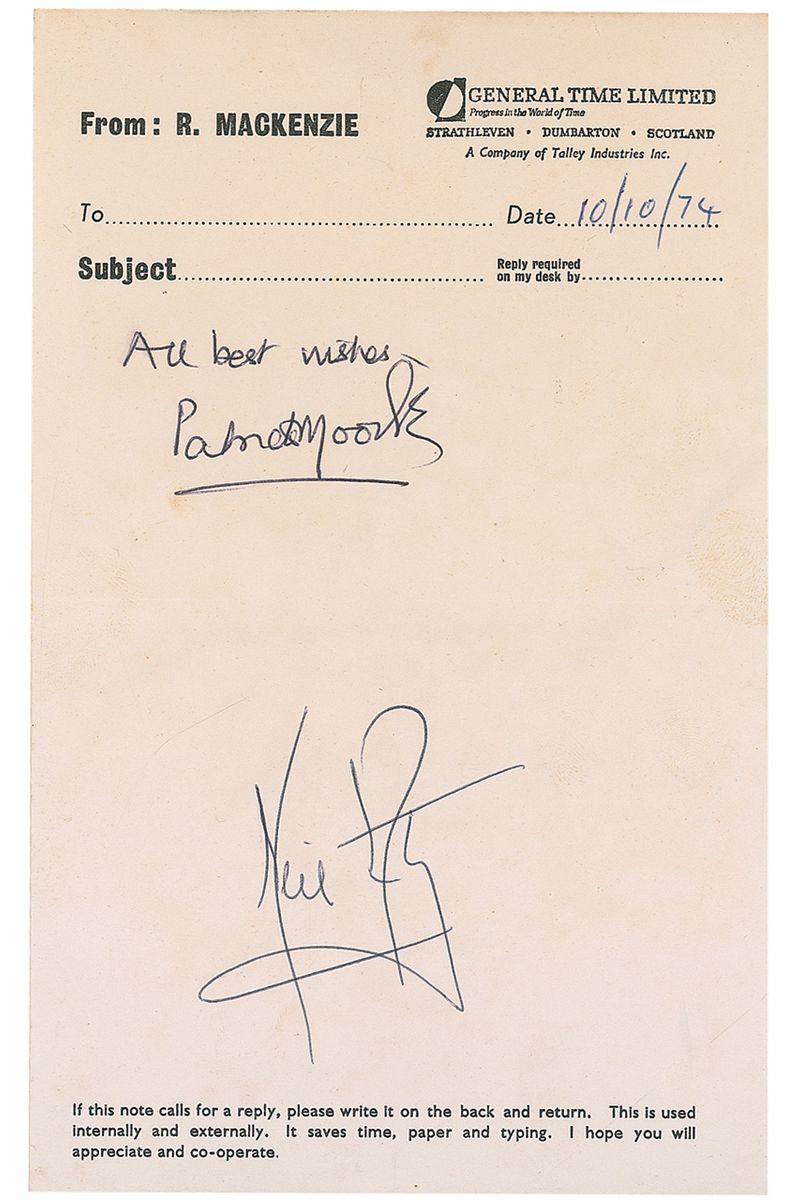 From: R. MACKENZIE
GENERAL TIME LIMITED
Progress in the World of Time
STRATHLEVEN • DUMBARTON • SCOTLAND
A Company of Talley Industries Inc.
To
Date 10/10/74
Subject
Reply required
on my desk by
All best wishes
Patrick Moore
Neil
If this note calls for a reply, please write it on the back and return. This is used
internally and externally. It saves time, paper and typing. I hope you will
appreciate and co-operate.